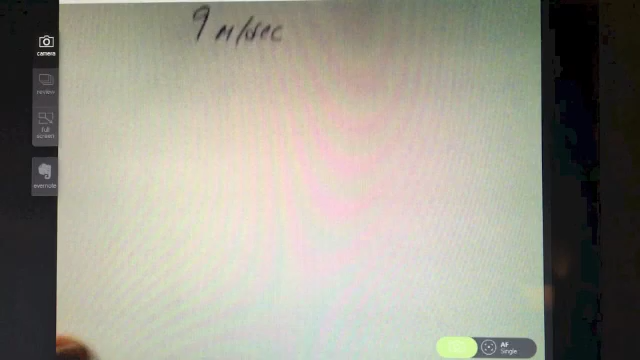 9 m/sec
camera
review
full
screen
evernote
AF
Single